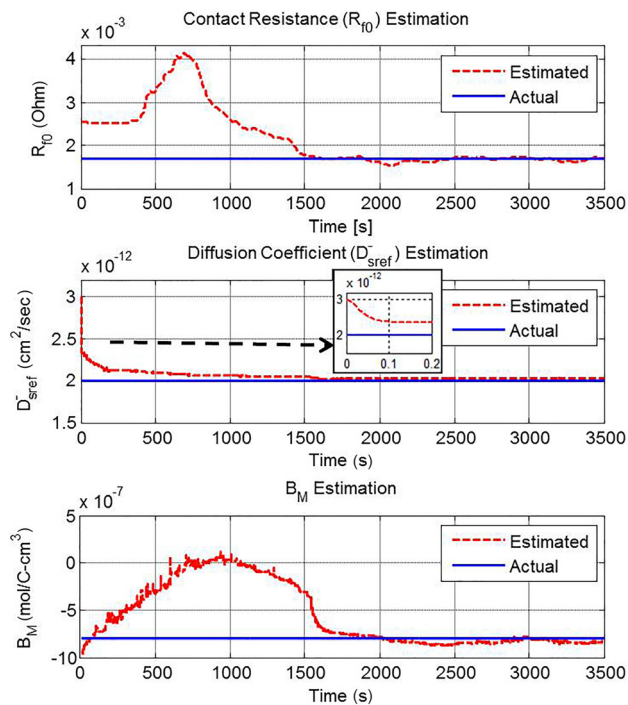 Contact Resistance (R_f0) Estimation
x 10^-3
4
3
2
1
R_f0 (Ohm)
Estimated
Actual
0 500 1000 1500 2000 2500 3000 3500
Time [s]
Diffusion Coefficient (D^-_sref) Estimation
x 10^-12
3
2.5
2
1.5
D^-_sref (cm^2/sec)
x 10^-12
3
2
0 0.1 0.2
Estimated
Actual
0 500 1000 1500 2000 2500 3000 3500
Time (s)
B_M Estimation
x 10^-7
5
0
-5
-10
B_M (mol/C-cm^3)
Estimated
Actual
0 500 1000 1500 2000 2500 3000 3500
Time (s)